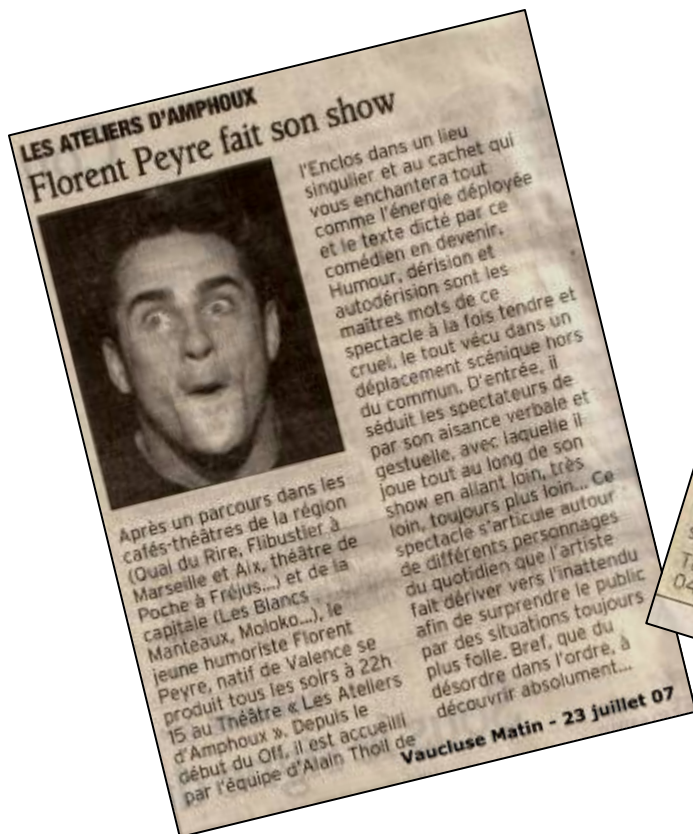 LES ATELIERS D'AMPHOUX
Florent Peyre fait son show
Après un parcours dans les
cafés-théâtres de la région
(Quai du Rire, Flibustier à
Marseille et Aix, théâtre de
Poche à Fréjus...) et de la
capitale (Les Blancs
Manteaux, Moloko...), le
jeune humoriste Florent
Peyre, natif de Valence se
produit tous les soirs à 22h
15 au Théâtre « Les Ateliers
d'Amphoux ». Depuis le
début du Off, il est accueilli
par l'équipe d'Alain Tholl de
l'Enclos dans un lieu
singulier et au cachet qui
vous enchantera tout
comme l'énergie déployée
et le texte dicté par ce
comédien en devenir.
Humour, dérision et
autodérision sont les
maîtres mots de ce
spectacle à la fois tendre et
cruel, le tout vécu dans un
déplacement scénique hors
du commun. D'entrée, il
séduit les spectateurs de
par son aisance verbale et
gestuelle, avec laquelle il
joue tout au long de son
show en allant loin, très
loin, toujours plus loin... Ce
spectacle s'articule autour
de différents personnages
du quotidien que l'artiste
fait dériver vers l'inattendu
afin de surprendre le public
par des situations toujours
plus folle. Bref, que du
désordre dans l'ordre, à
découvrir absolument...
Vaucluse Matin - 23 juillet 07